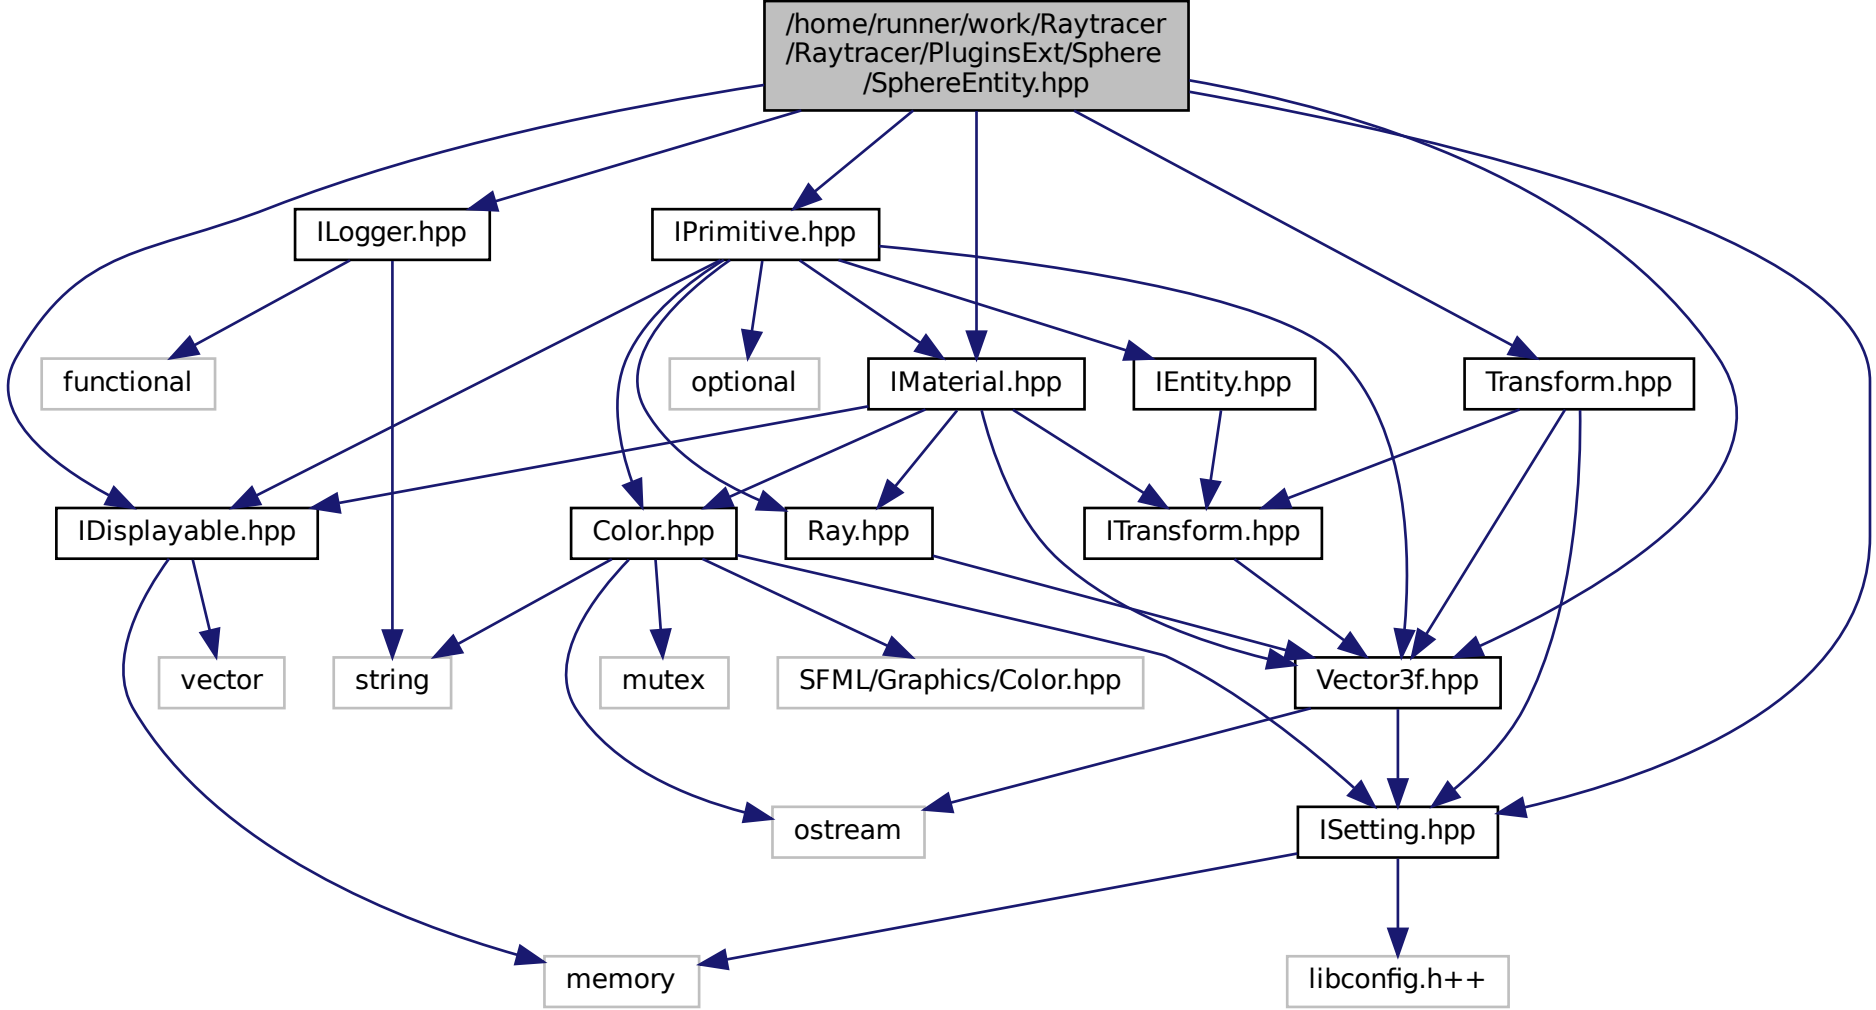 /home/runner/work/Raytracer
/Raytracer/PluginsExt/Sphere
/SphereEntity.hpp
ILogger.hpp
IPrimitive.hpp
functional
optional
IMaterial.hpp
IEntity.hpp
Transform.hpp
IDisplayable.hpp
Color.hpp
Ray.hpp
ITransform.hpp
vector
string
mutex
SFML/Graphics/Color.hpp
Vector3f.hpp
ostream
ISetting.hpp
memory
libconfig.h++